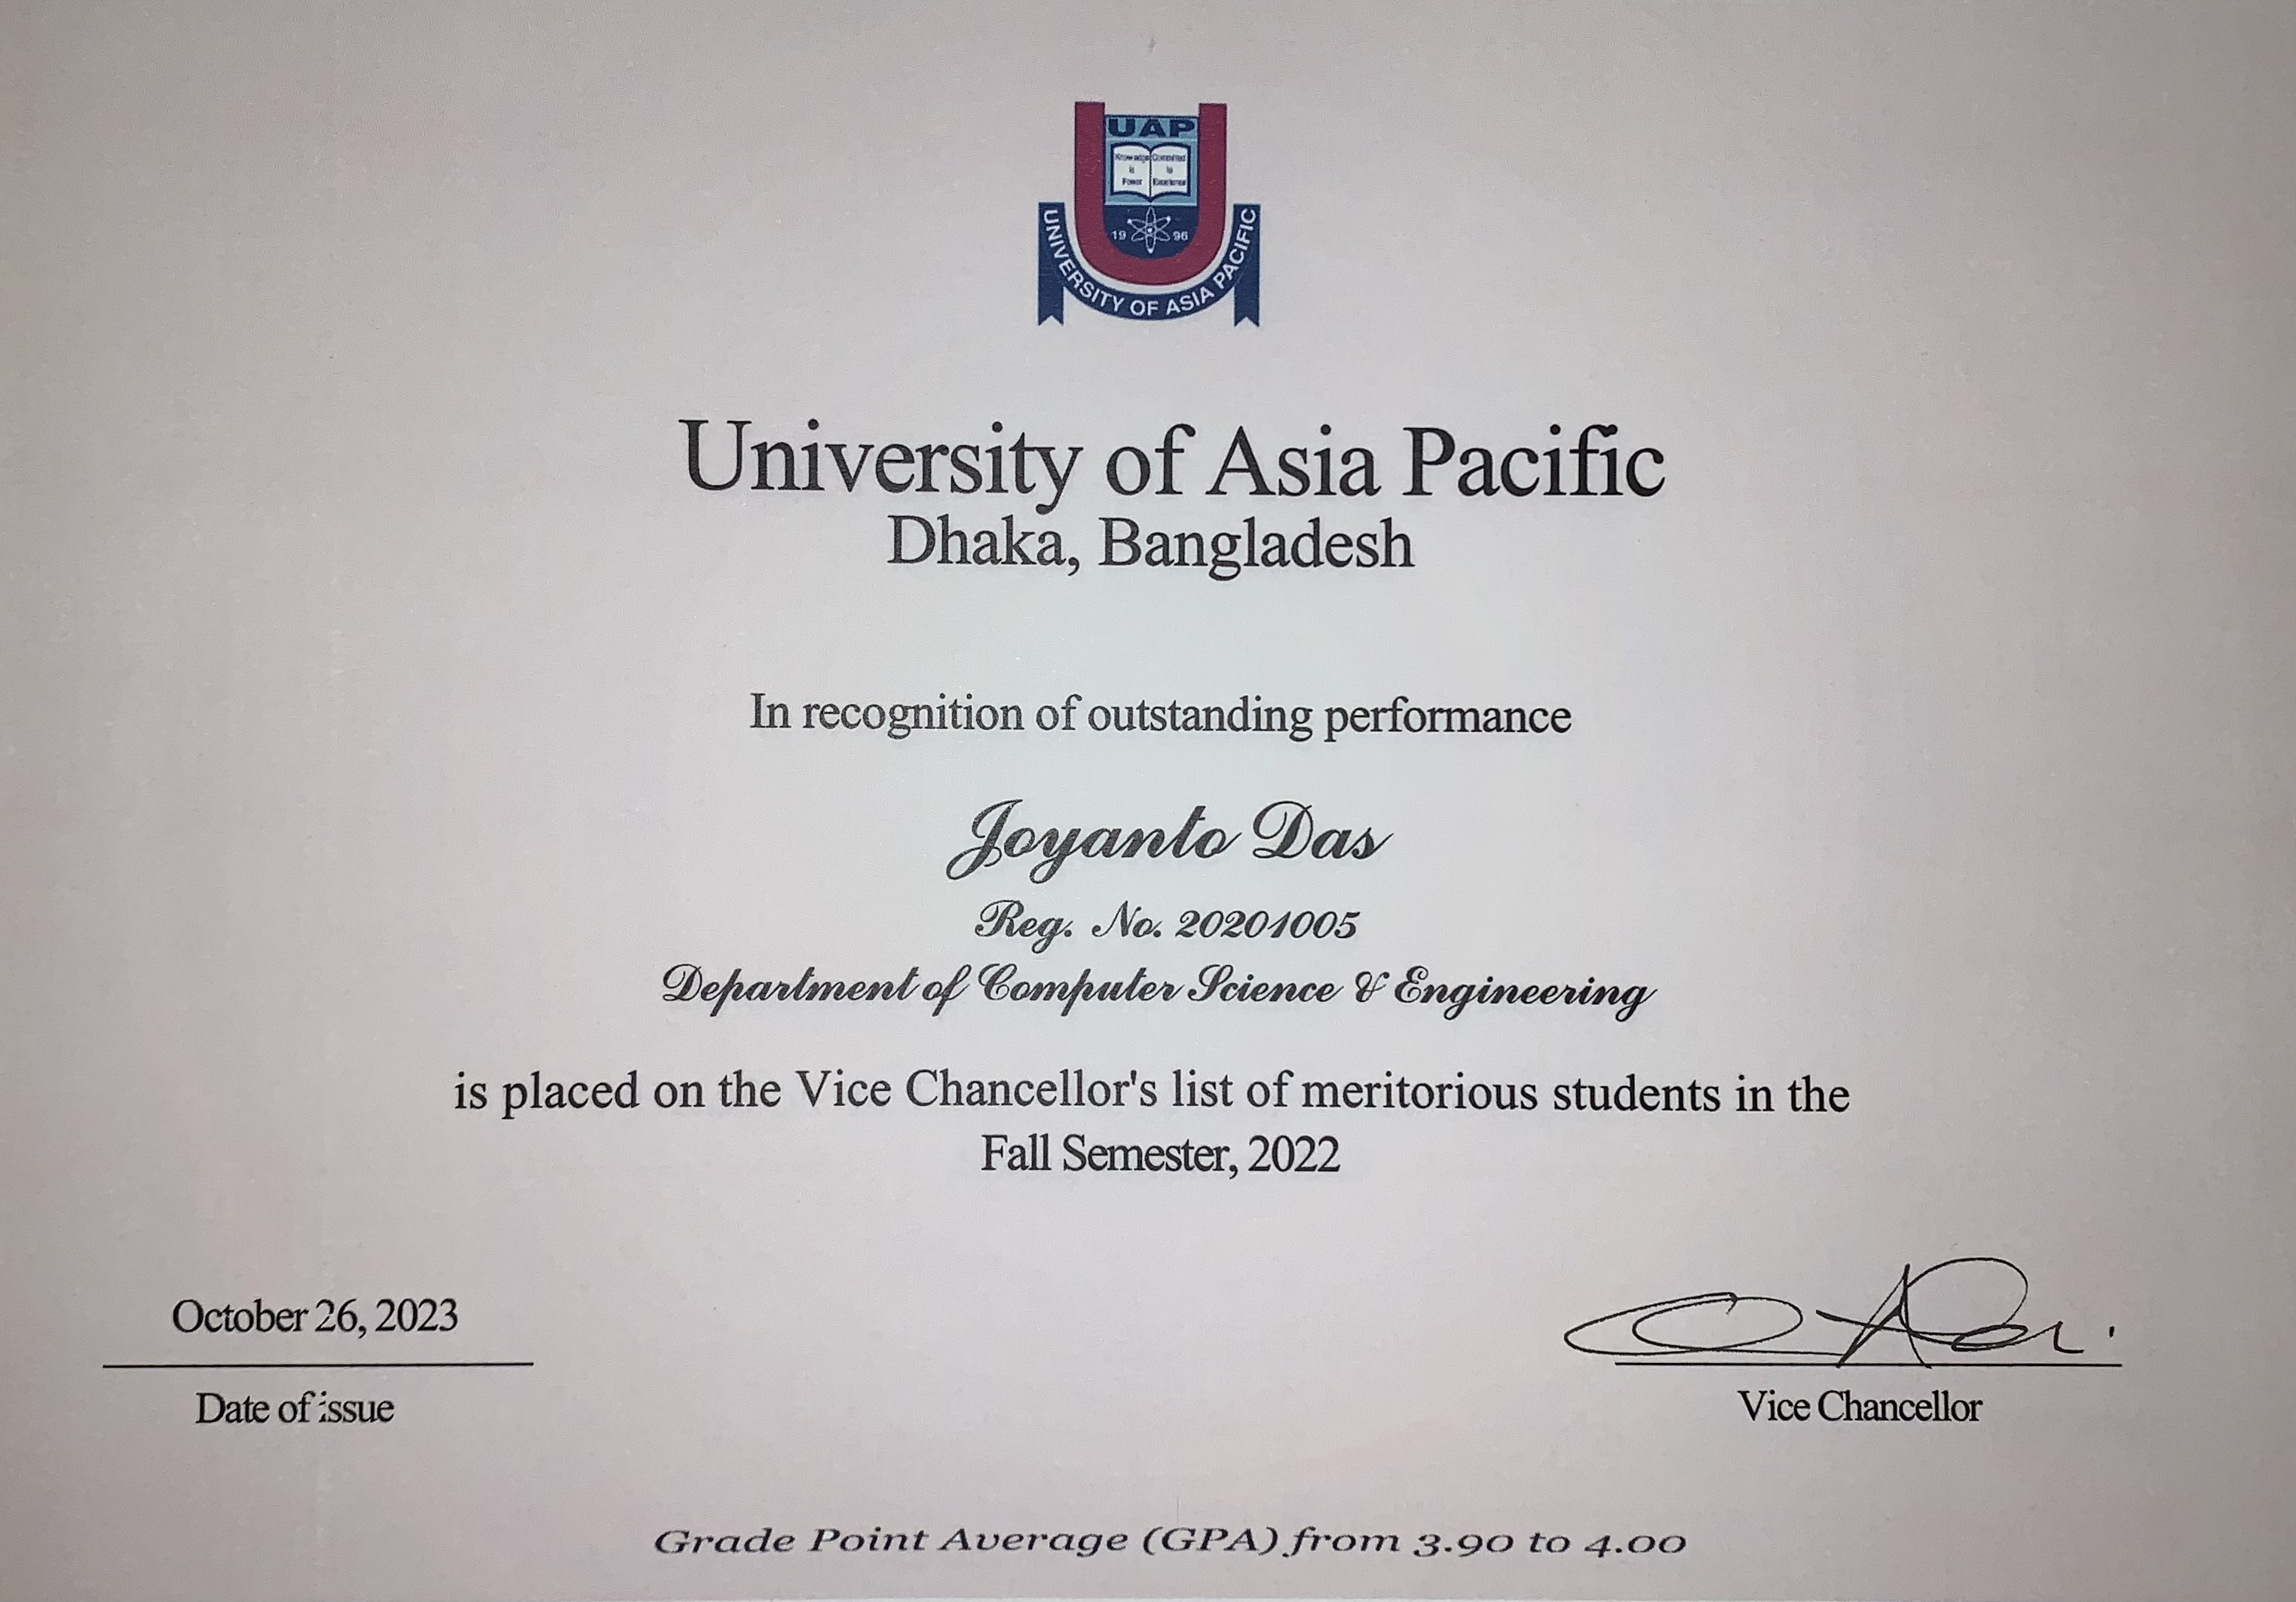 UAP
Knowledge is Power
Committed to Excellence
19 96
UNIVERSITY OF ASIA PACIFIC
University of Asia Pacific
Dhaka, Bangladesh
In recognition of outstanding performance
Joyanto Das
Reg. No. 20201005
Department of Computer Science & Engineering
is placed on the Vice Chancellor's list of meritorious students in the
Fall Semester, 2022
October 26, 2023
Date of issue
Vice Chancellor
Grade Point Average (GPA) from 3.90 to 4.00